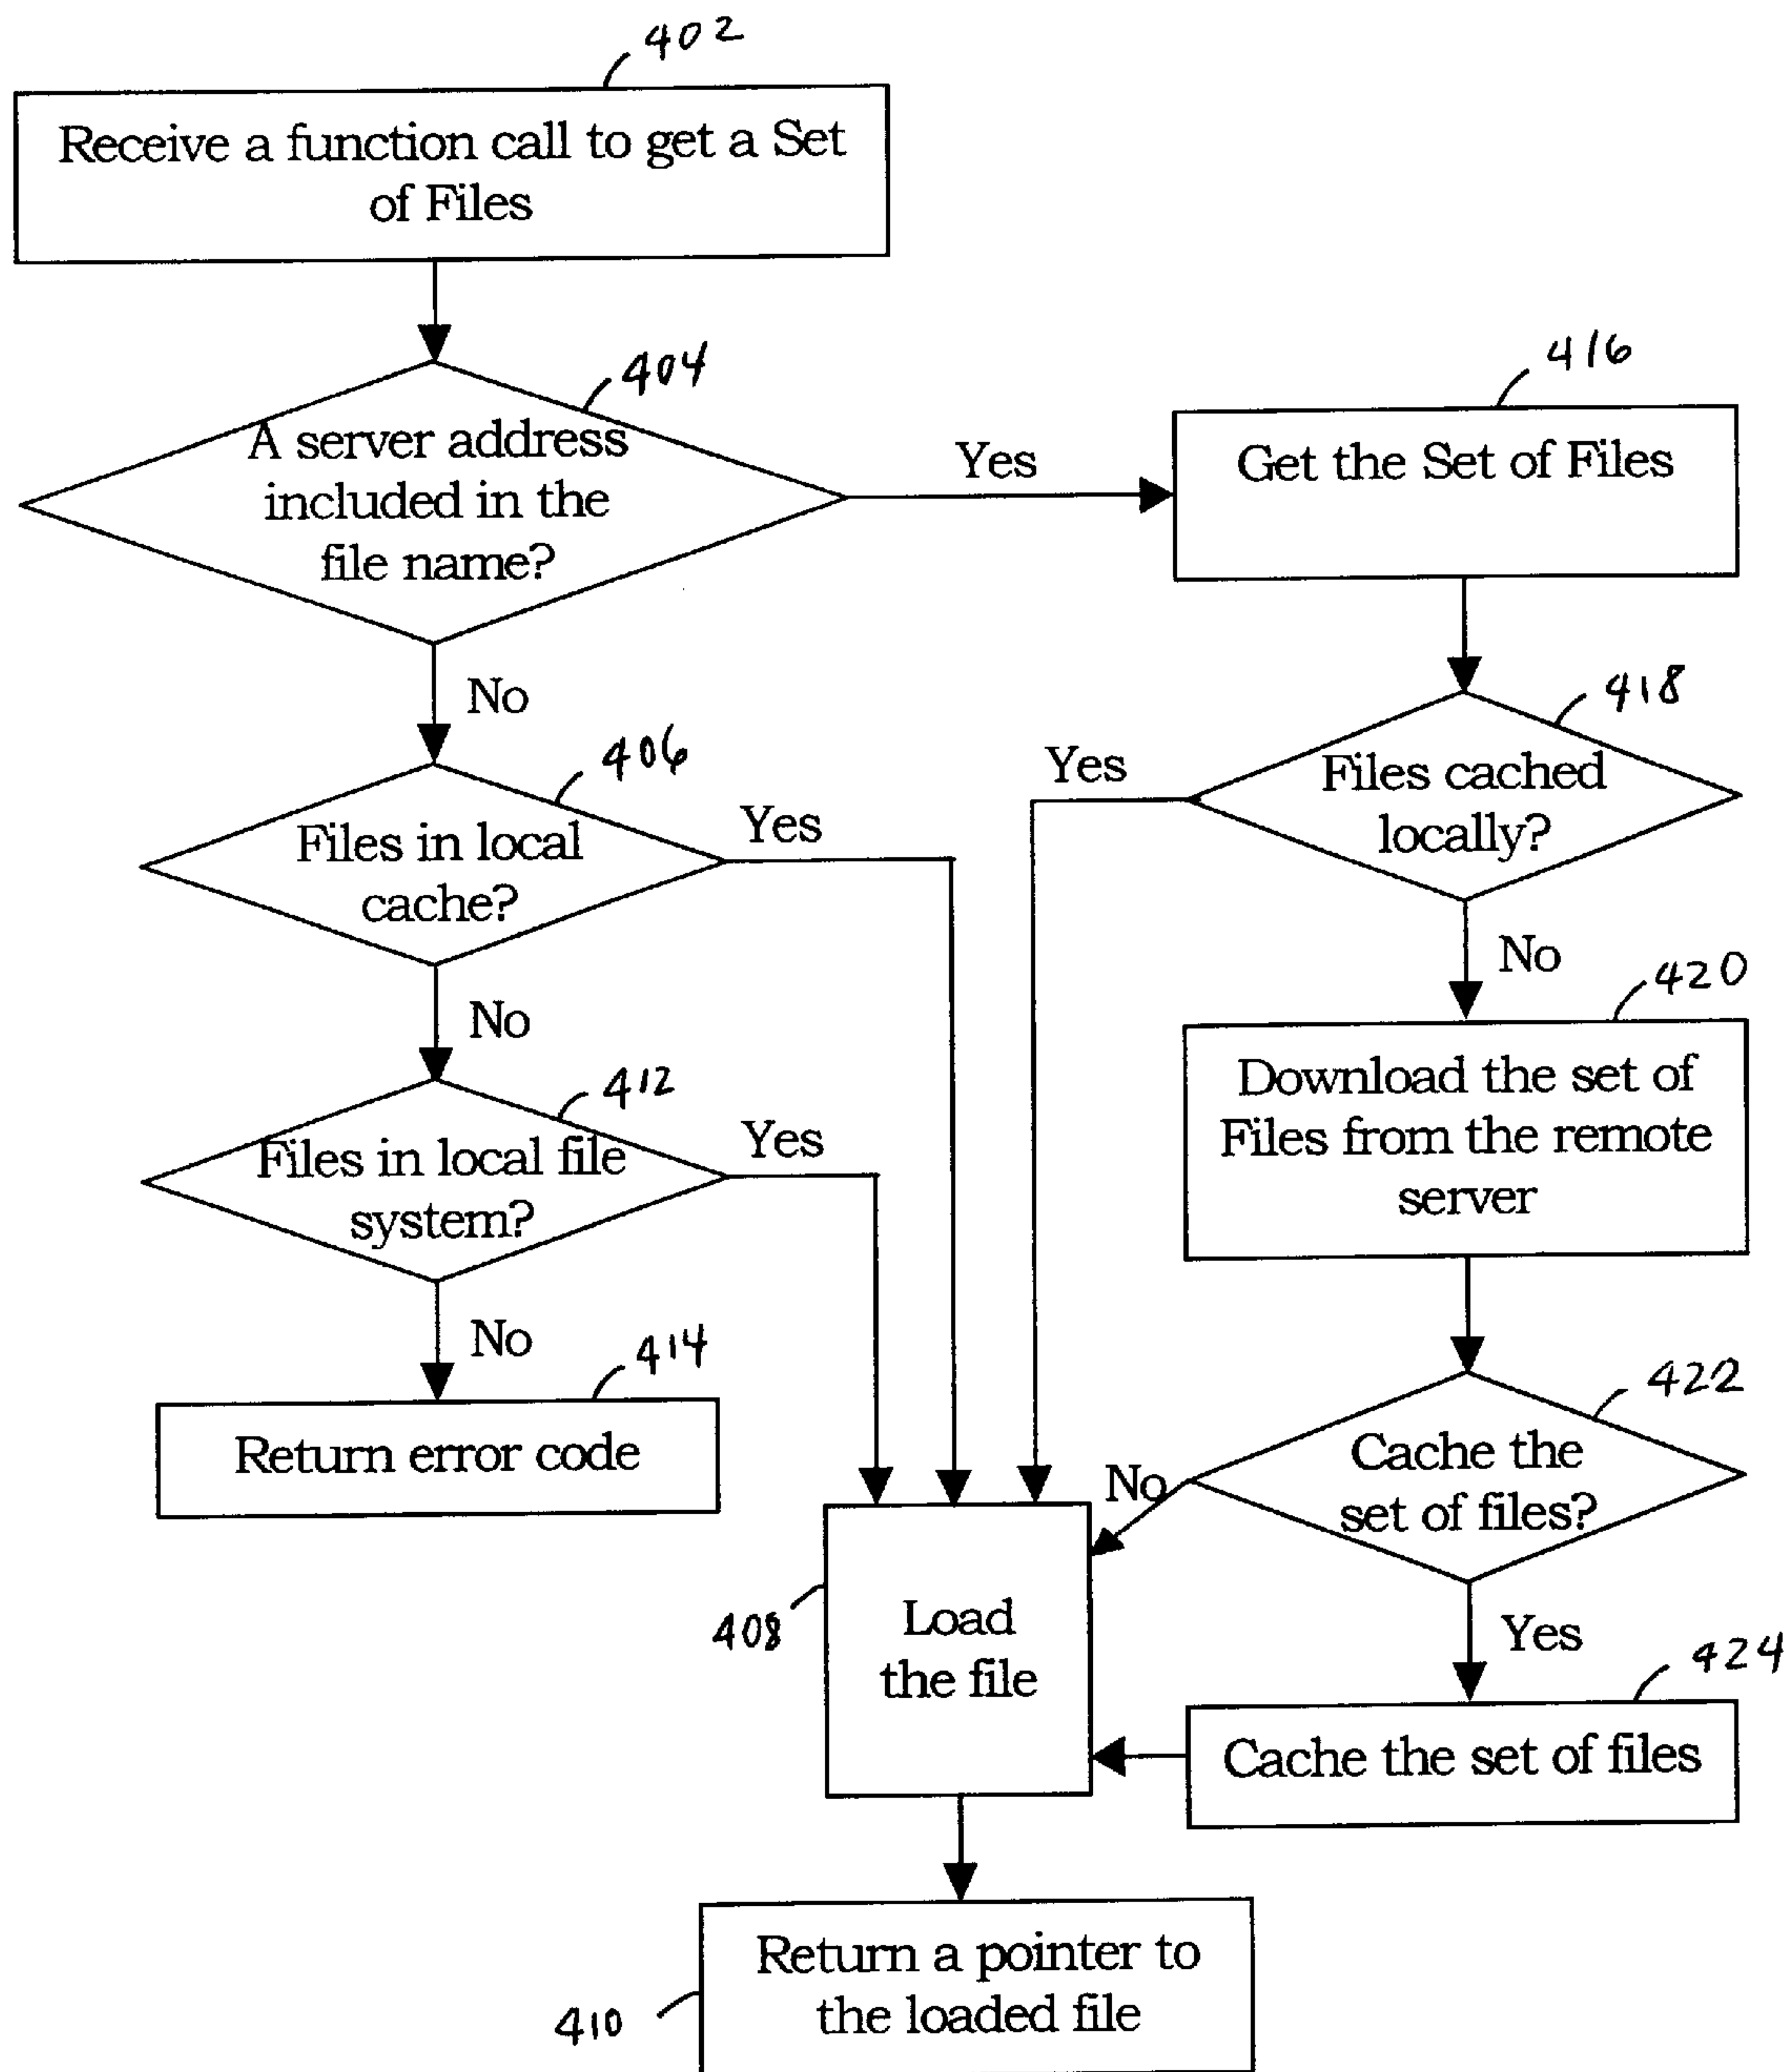 402
Receive a function call to get a Set
of Files
404
A server address
included in the
file name?
Yes
416
Get the Set of Files
No
418
Files cached
locally?
Yes
406
Files in local
cache?
Yes
No
420
Download the set of
Files from the remote
server
No
412
Files in local file
system?
Yes
No
414
Return error code
422
Cache the
set of files?
No
408
Load
the file
Yes
424
Cache the set of files
Return a pointer to
the loaded file
410